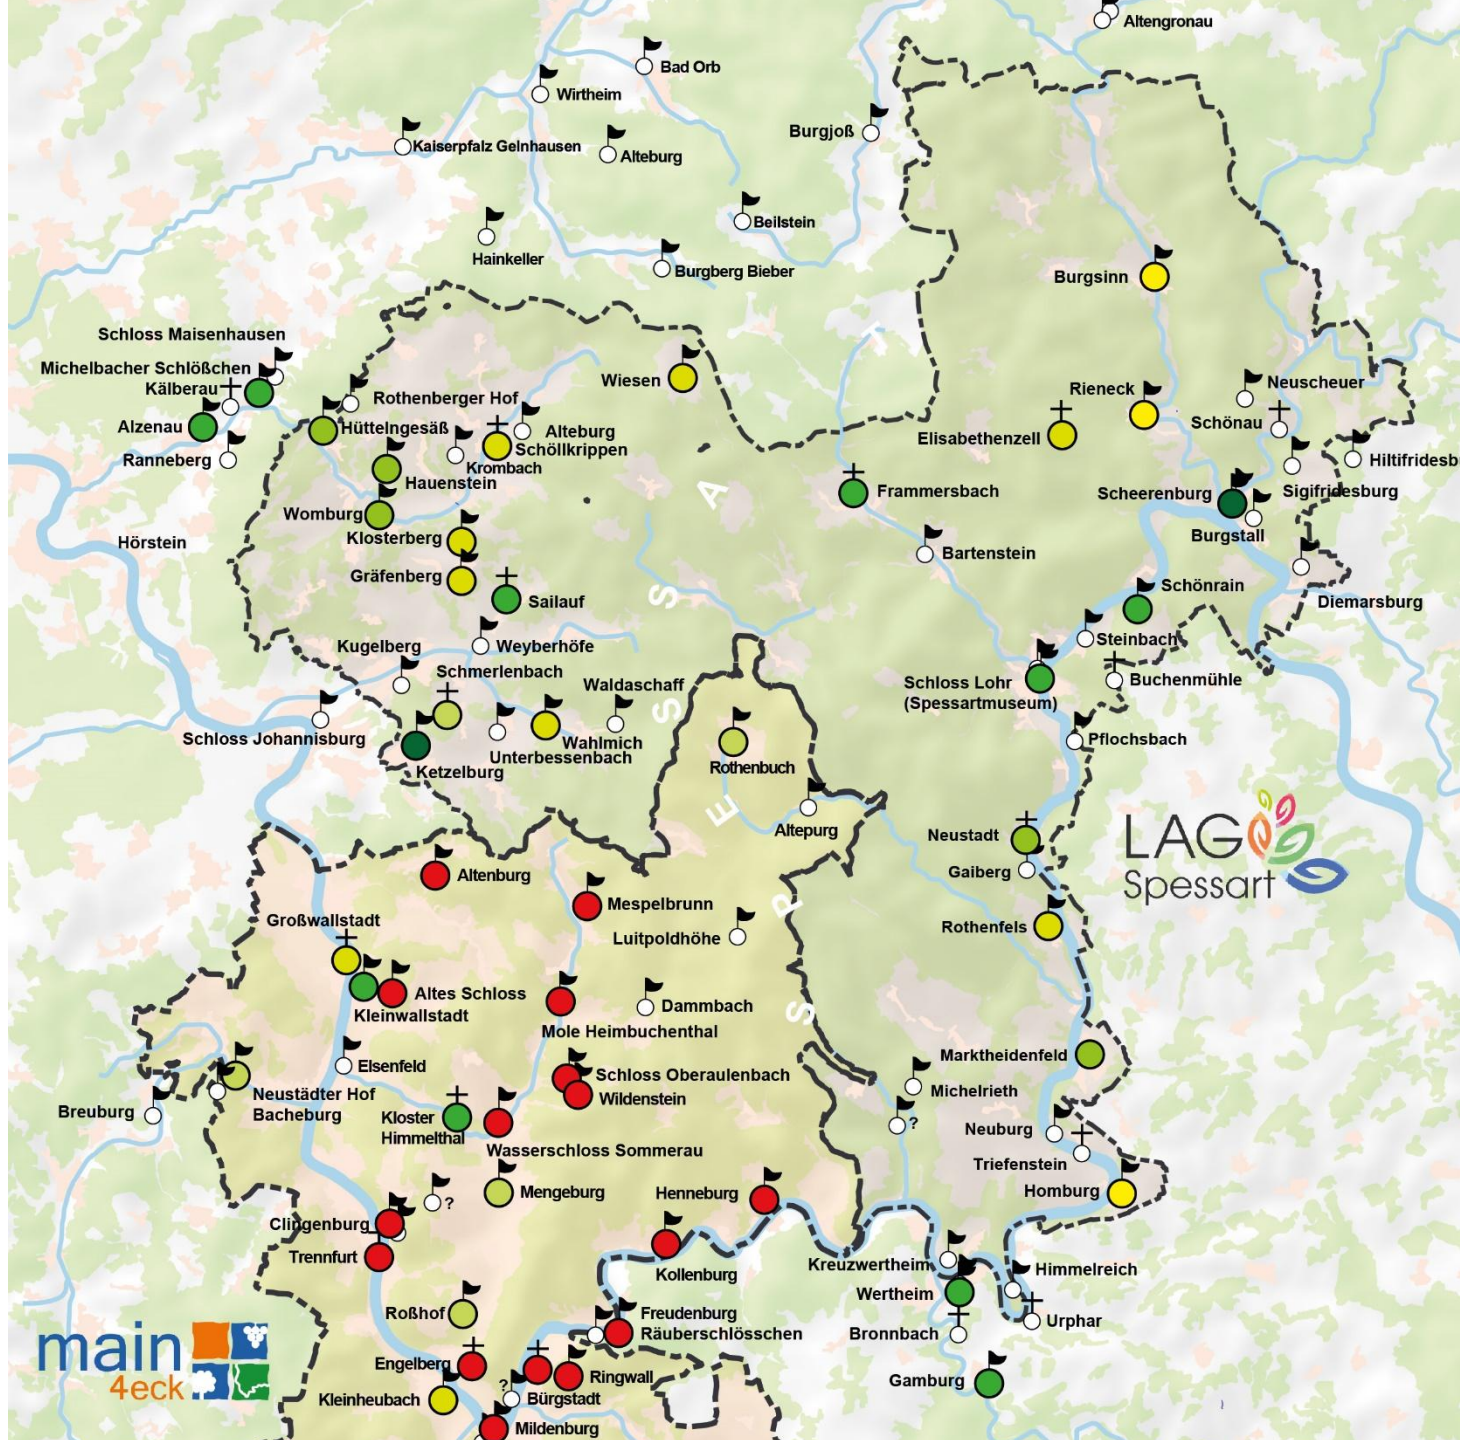 Altengronau
Bad Orb
Wirtheim
Burgjoß
Kaiserpfalz Gelnhausen
Alteburg
Beilstein
Hainkeller
Burgberg Bieber
Burgsinn
Schloss Maisenhausen
Michelbacher Schlößchen
Kälberau
Wiesen
T
Rothenberger Hof
Rieneck
Neuscheuer
Alzenau
Hüttelngesäß
Alteburg
Schönau
Schöllkrippen
Elisabethenzell
Ranneberg
Krombach
Hiltifridesbu
Hauenstein
A
Frammersbach
Scheerenburg
Sigifridesburg
Womburg
Klosterberg
Burgstall
Hörstein
Bartenstein
Gräfenberg
Schönrain
S
Sailauf
Diemarsburg
Kugelberg
Weyberhöfe
Steinbach
Schmerlenbach
Waldaschaff
Schloss Lohr
(Spessartmuseum)
Buchenmühle
S
Schloss Johannisburg
Wahlmich
Pflochsbach
Unterbessenbach
Ketzelburg
Rothenbuch
E
Altepurg
Neustadt
LAG
Spessart
Gaiberg
Altenburg
Mespelbrunn
R
Großwallstadt
Luitpoldhöhe
Rothenfels
Altes Schloss
Kleinwallstadt
Dammbach
S
Mole Heimbuchenthal
Marktheidenfeld
Elsenfeld
Schloss Oberaulenbach
Neustädter Hof
Bacheburg
Wildenstein
Michelrieth
Breuburg
Kloster
Himmelthal
?
Neuburg
Wasserschloss Sommerau
Triefenstein
Mengeburg
Henneburg
Homburg
?
Clingenburg
Trennfurt
Kollenburg
Kreuzwertheim
Himmelreich
Wertheim
Roßhof
Freudenburg
Räuberschlösschen
Bronnbach
Urphar
main
4eck
Engelberg
Ringwall
Gamburg
?
Kleinheubach
Bürgstadt
Mildenburg